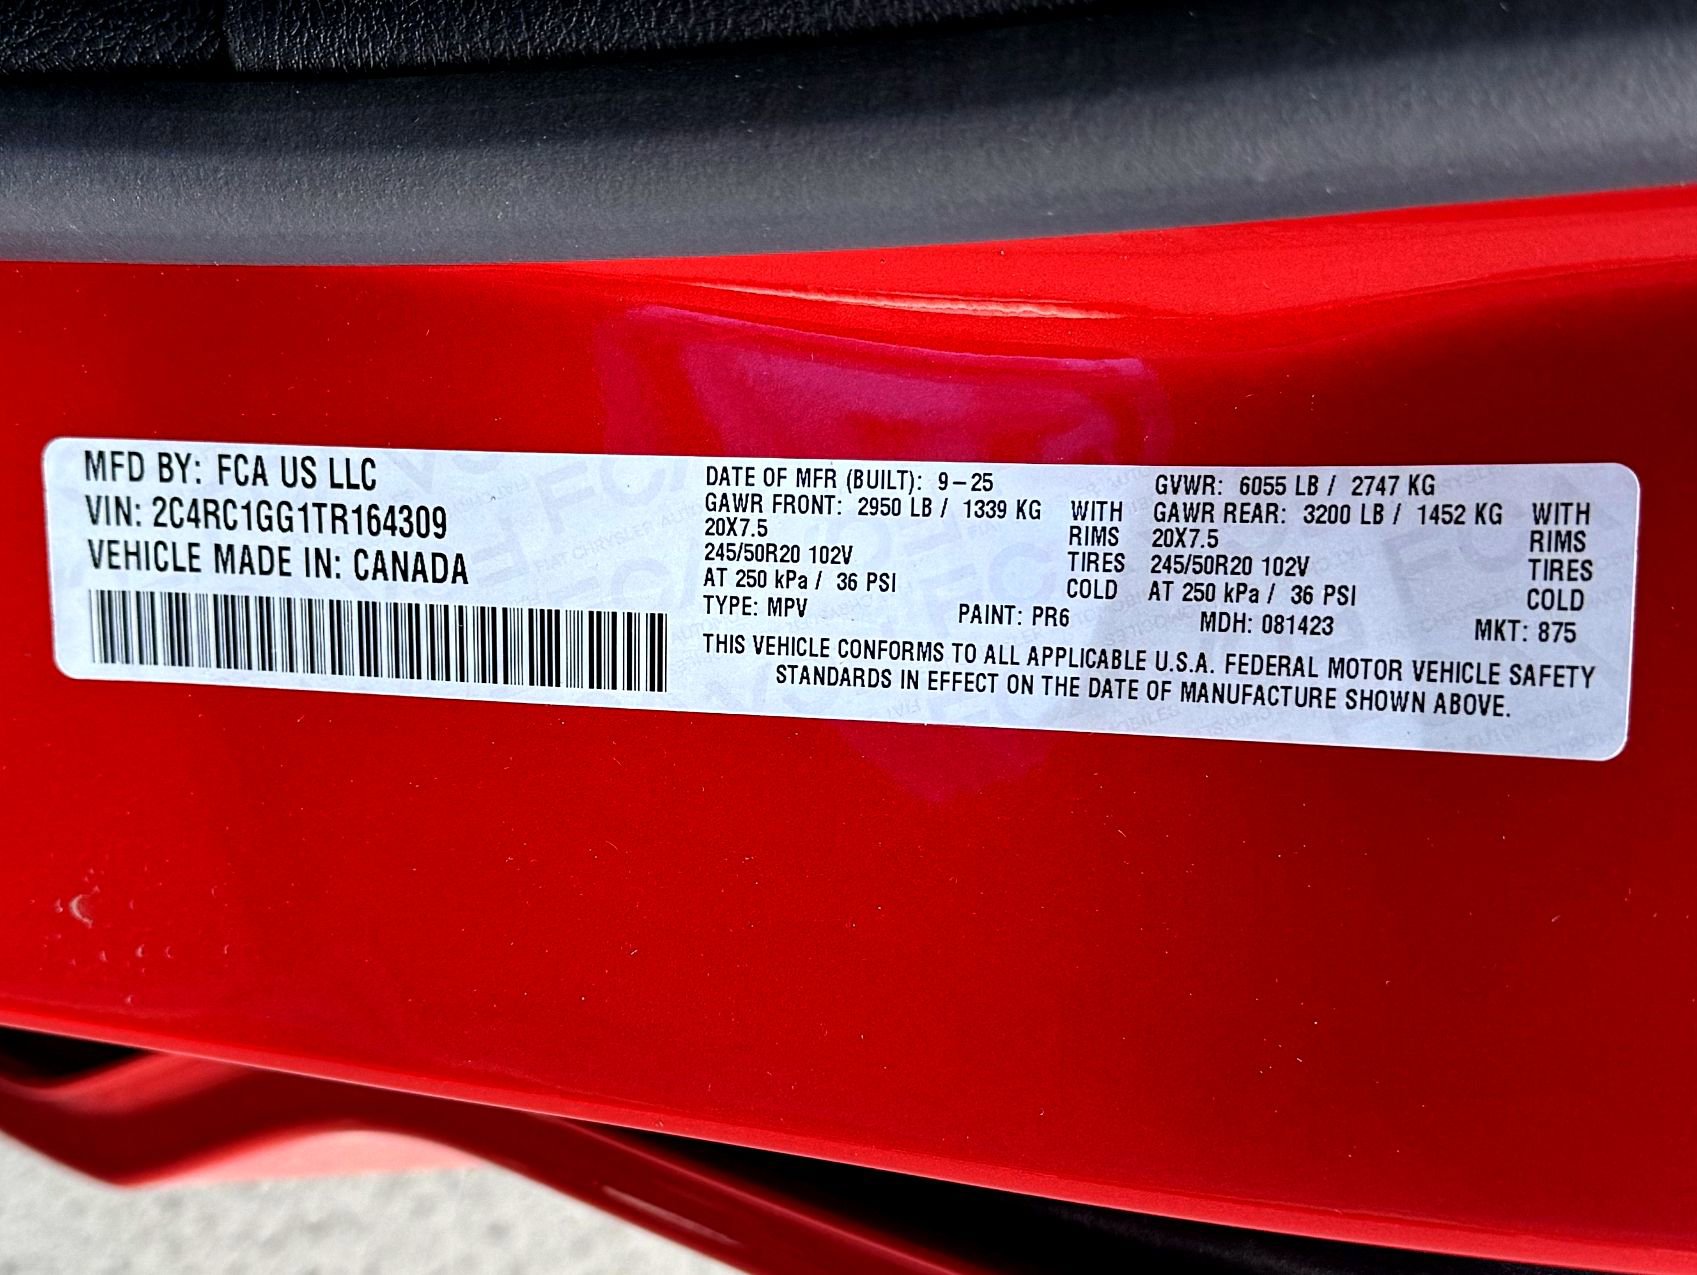 MFD BY: FCA US LLC
VIN: 2C4RC1GG1TR164309
VEHICLE MADE IN: CANADA
DATE OF MFR (BUILT): 9-25
GAWR FRONT: 2950 LB / 1339 KG WITH
20X7.5 RIMS
245/50R20 102V TIRES
AT 250 kPa / 36 PSI COLD
GVWR: 6055 LB / 2747 KG
GAWR REAR: 3200 LB / 1452 KG WITH
20X7.5 RIMS
245/50R20 102V TIRES
AT 250 kPa / 36 PSI COLD
TYPE: MPV PAINT: PR6 MDH: 081423 MKT: 875
THIS VEHICLE CONFORMS TO ALL APPLICABLE U.S.A. FEDERAL MOTOR VEHICLE SAFETY
STANDARDS IN EFFECT ON THE DATE OF MANUFACTURE SHOWN ABOVE.